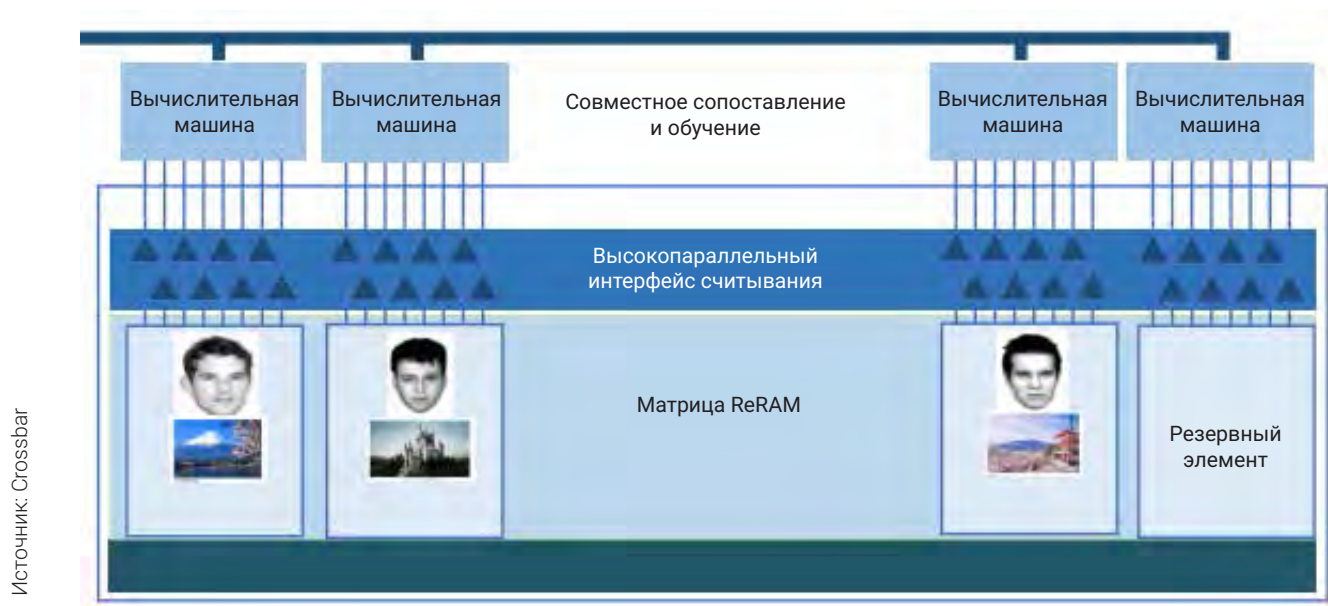 Вычислительная
машина
Вычислительная
машина
Совместное сопоставление
и обучение
Вычислительная
машина
Вычислительная
машина
Высокопараллельный
интерфейс считывания
Матрица ReRAM
Резервный
элемент
Источник: Crossbar